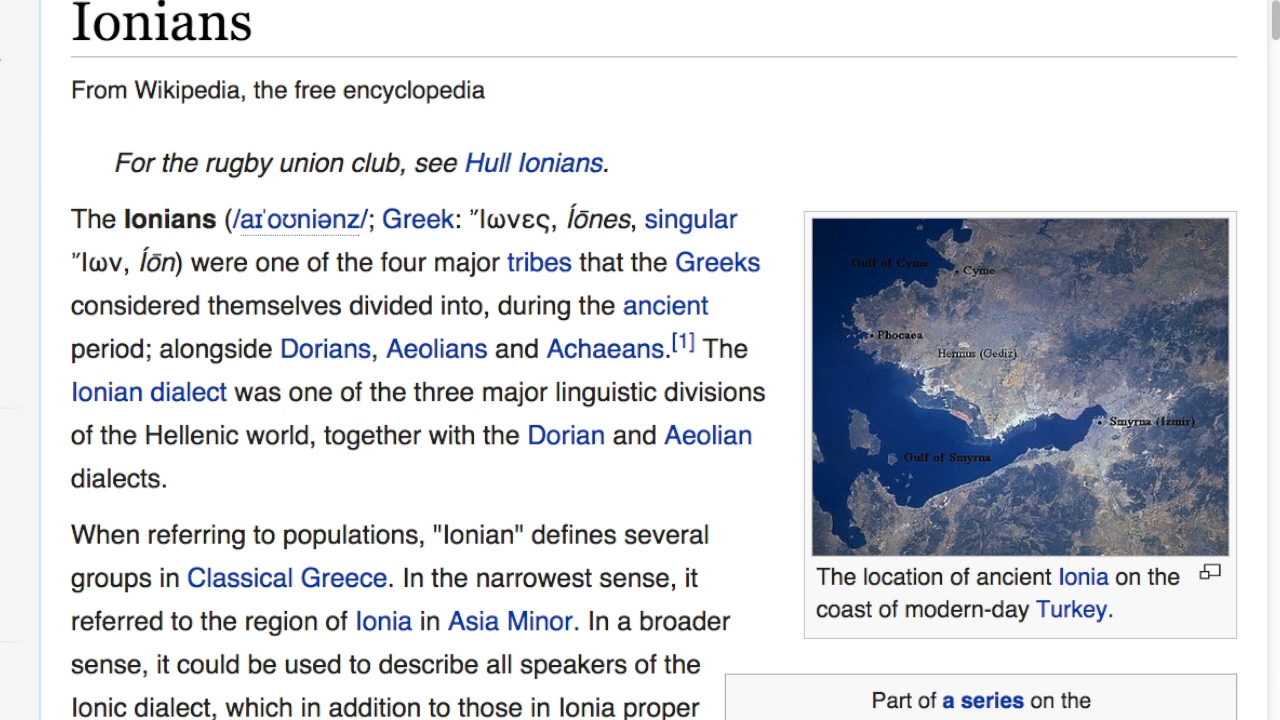 Ionians
From Wikipedia, the free encyclopedia
For the rugby union club, see Hull Ionians.
The Ionians (/aɪˈoʊniənz/; Greek: Ἴωνες, Íōnes, singular
Ἴων, Íōn) were one of the four major tribes that the Greeks
considered themselves divided into, during the ancient
period; alongside Dorians, Aeolians and Achaeans.[1] The
Ionian dialect was one of the three major linguistic divisions
of the Hellenic world, together with the Dorian and Aeolian
dialects.
When referring to populations, "Ionian" defines several
groups in Classical Greece. In the narrowest sense, it
referred to the region of Ionia in Asia Minor. In a broader
sense, it could be used to describe all speakers of the
Ionic dialect, which in addition to those in Ionia proper
Gulf of Cyme
Cyme
Phocaea
Hermus (Gediz)
Smyrna (Izmir)
Gulf of Smyrna
The location of ancient Ionia on the
coast of modern-day Turkey.
Part of a series on the